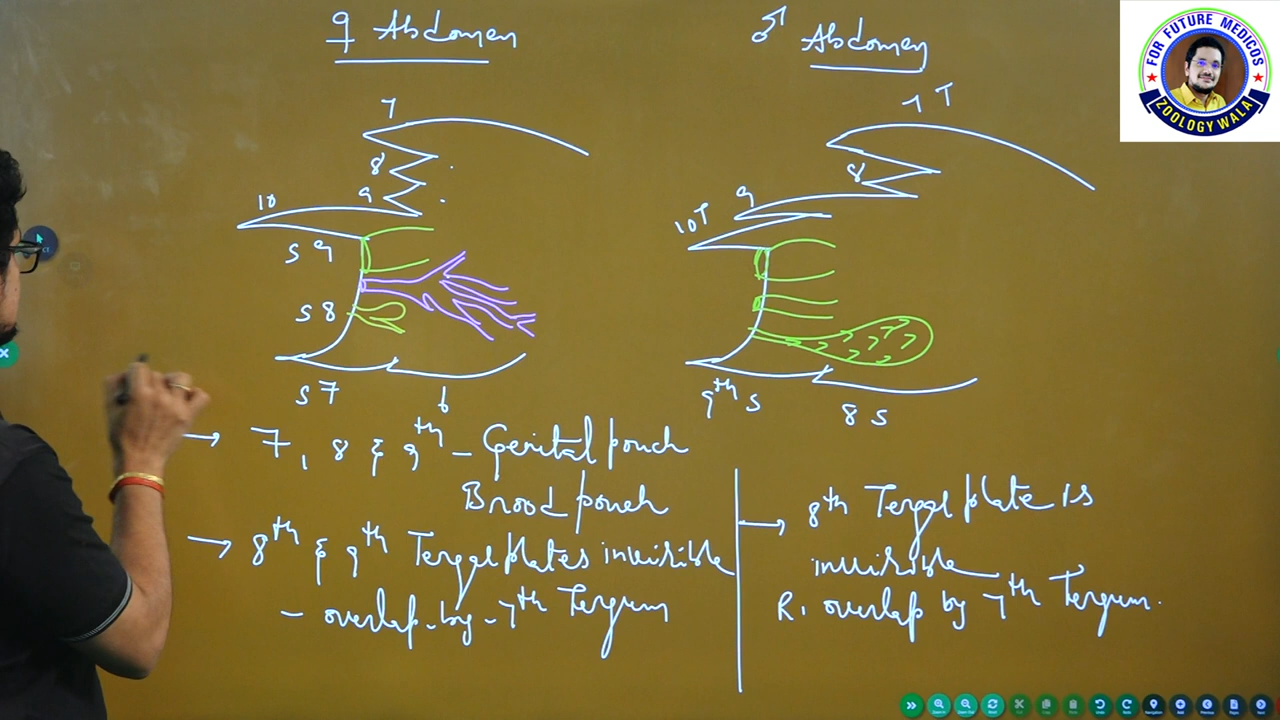 ♀ Abdomen
7
8
9
10
S 9
S 8
S 7
6
→ 7, 8 & 9th - Genital pouch
Brood pouch
→ 8th & 9th Tergal plates invisible
- overlap - by - 7th Tergum
♂ Abdomen
7 T
8
9
10 T
9th S
8 S
→ 8th Tergal plate is
invisible
R, overlap by 7th Tergum.
FOR FUTURE MEDICOS
ZOOLOGY WALA